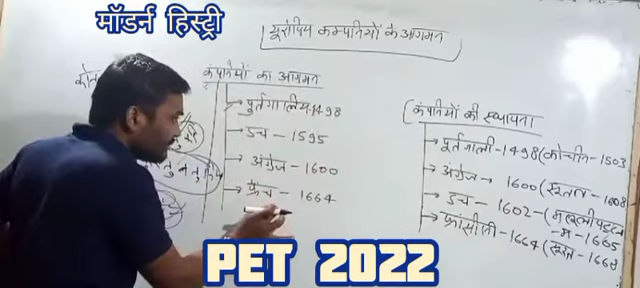 मॉडर्न हिस्ट्री
यूरोपिय कम्पनियों के आगमन
कंपनियों का आगमन
पुर्तगालिय-1498
डच - 1595
अंग्रेज - 1600
फ्रेंच - 1664
कंपनियों की स्थापना
पूर्तगाली-1498(कोचीन-1503
अंग्रेज → 1600(सूरत - 1608
डच - 1602-(मसूलीपट्टनम - 1605
फ्रांसीसी-1664(सूरत-1668
PET 2022